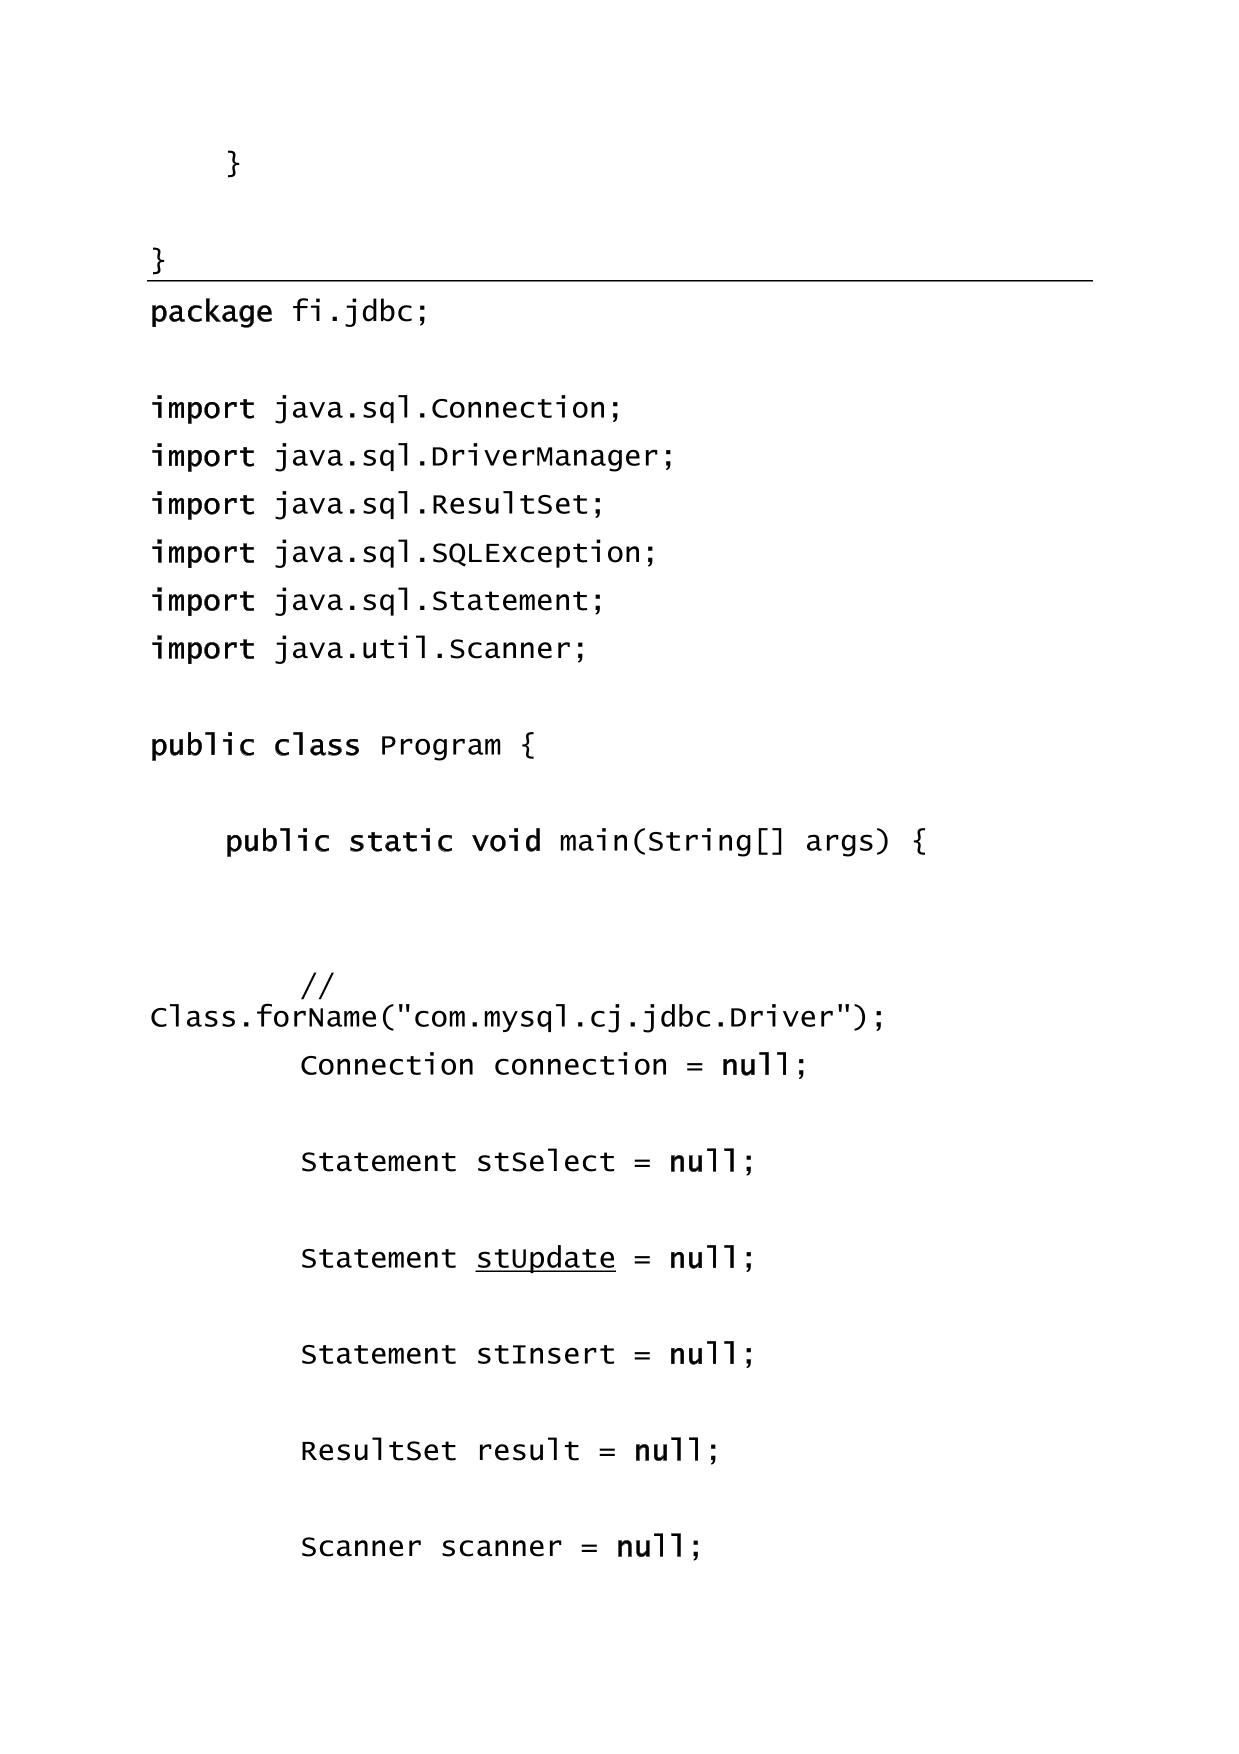 }
}
package fi.jdbc;
import java.sql.Connection;
import java.sql.DriverManager;
import java.sql.ResultSet;
import java.sql.SQLException;
import java.sql.Statement;
import java.util.Scanner;
public class Program {
public static void main(String[] args) {
//
Class.forName("com.mysql.cj.jdbc.Driver");
Connection connection = null;
Statement stSelect = null;
Statement stUpdate = null;
Statement stInsert = null;
ResultSet result = null;
Scanner scanner = null;